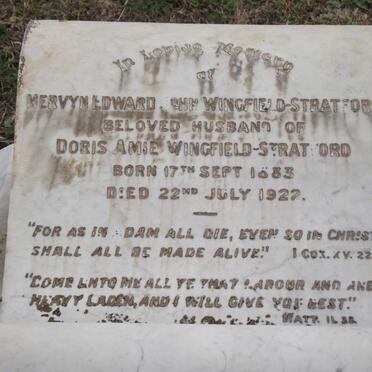 In Loving Memory
of
MERVYN EDWARD JOHN WINGFIELD-STRATFORD
BELOVED HUSBAND OF
DORIS AMIE WINGFIELD-STRATFORD
BORN 17TH SEPT 1883
DIED 22ND JULY 1922.
"FOR AS IN ADAM ALL DIE, EVEN SO IN CHRIST
SHALL ALL BE MADE ALIVE." I COR. XV. 22
"COME UNTO ME ALL YE THAT LABOUR AND ARE
HEAVY LADEN, AND I WILL GIVE YOU REST."
MATT. II. 28.